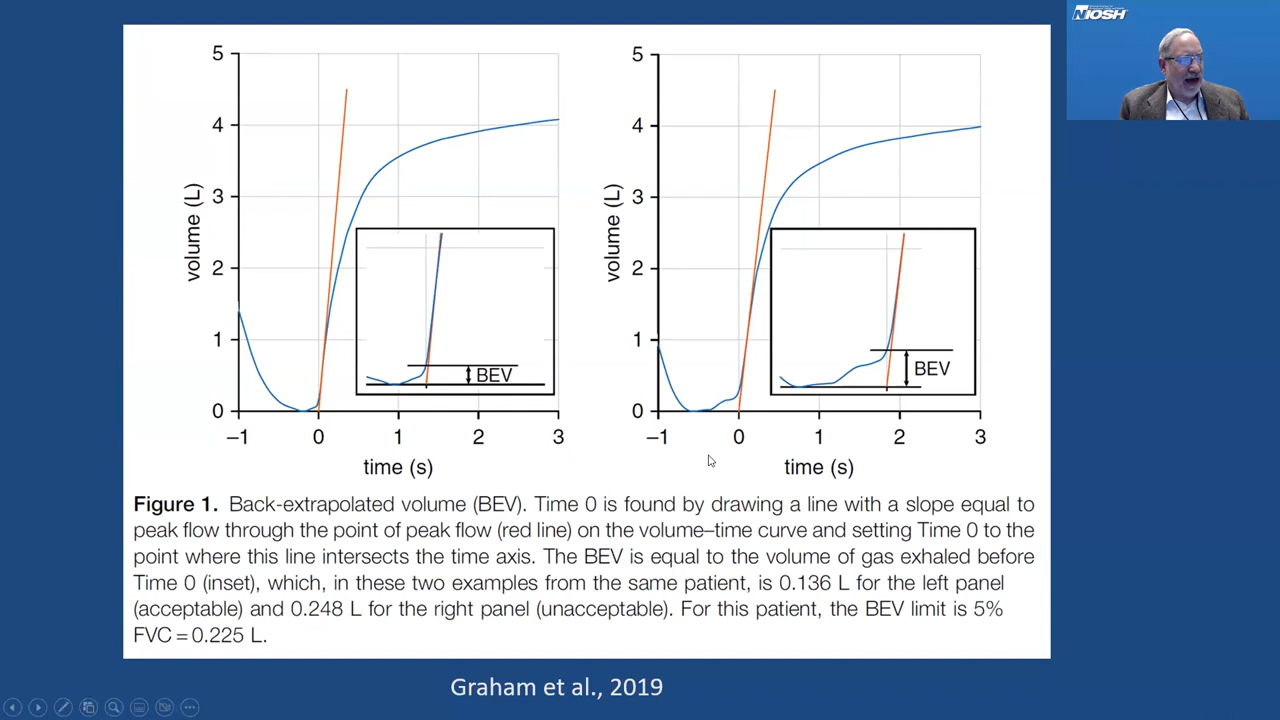 NIOSH
5
4
3
2
1
0
volume (L)
–1
0
1
2
3
time (s)
BEV
5
4
3
2
1
0
volume (L)
–1
0
1
2
3
time (s)
BEV
Figure 1. Back-extrapolated volume (BEV). Time 0 is found by drawing a line with a slope equal to
peak flow through the point of peak flow (red line) on the volume–time curve and setting Time 0 to the
point where this line intersects the time axis. The BEV is equal to the volume of gas exhaled before
Time 0 (inset), which, in these two examples from the same patient, is 0.136 L for the left panel
(acceptable) and 0.248 L for the right panel (unacceptable). For this patient, the BEV limit is 5%
FVC = 0.225 L.
Graham et al., 2019